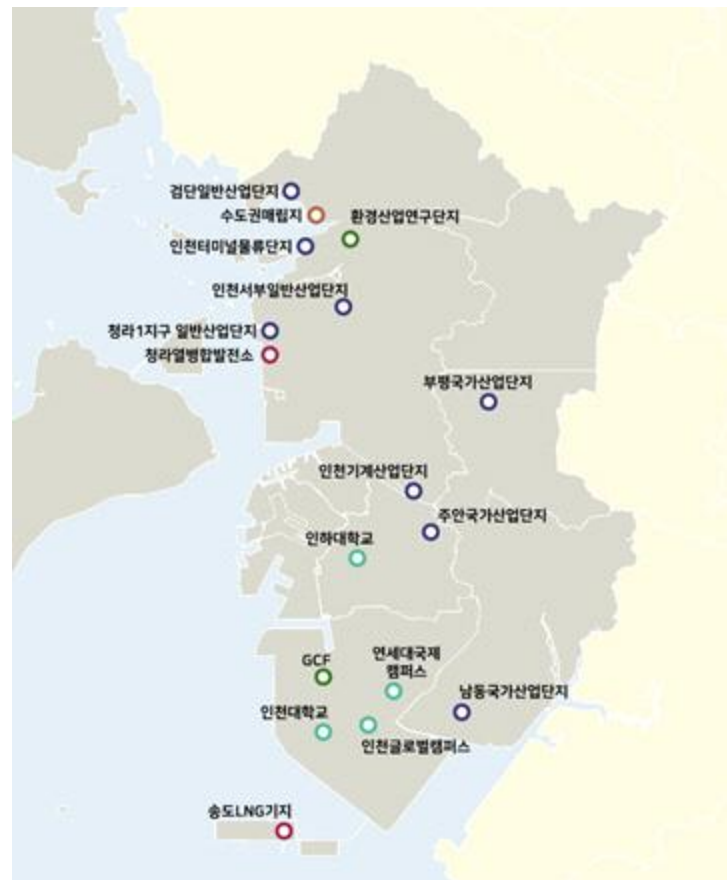 검단일반산업단지
수도권매립지
환경산업연구단지
인천터미널물류단지
인천서부일반산업단지
청라1지구 일반산업단지
청라열병합발전소
부평국가산업단지
인천기계산업단지
주안국가산업단지
인하대학교
GCF
연세대국제
캠퍼스
남동국가산업단지
인천대학교
인천글로벌캠퍼스
송도LNG기지